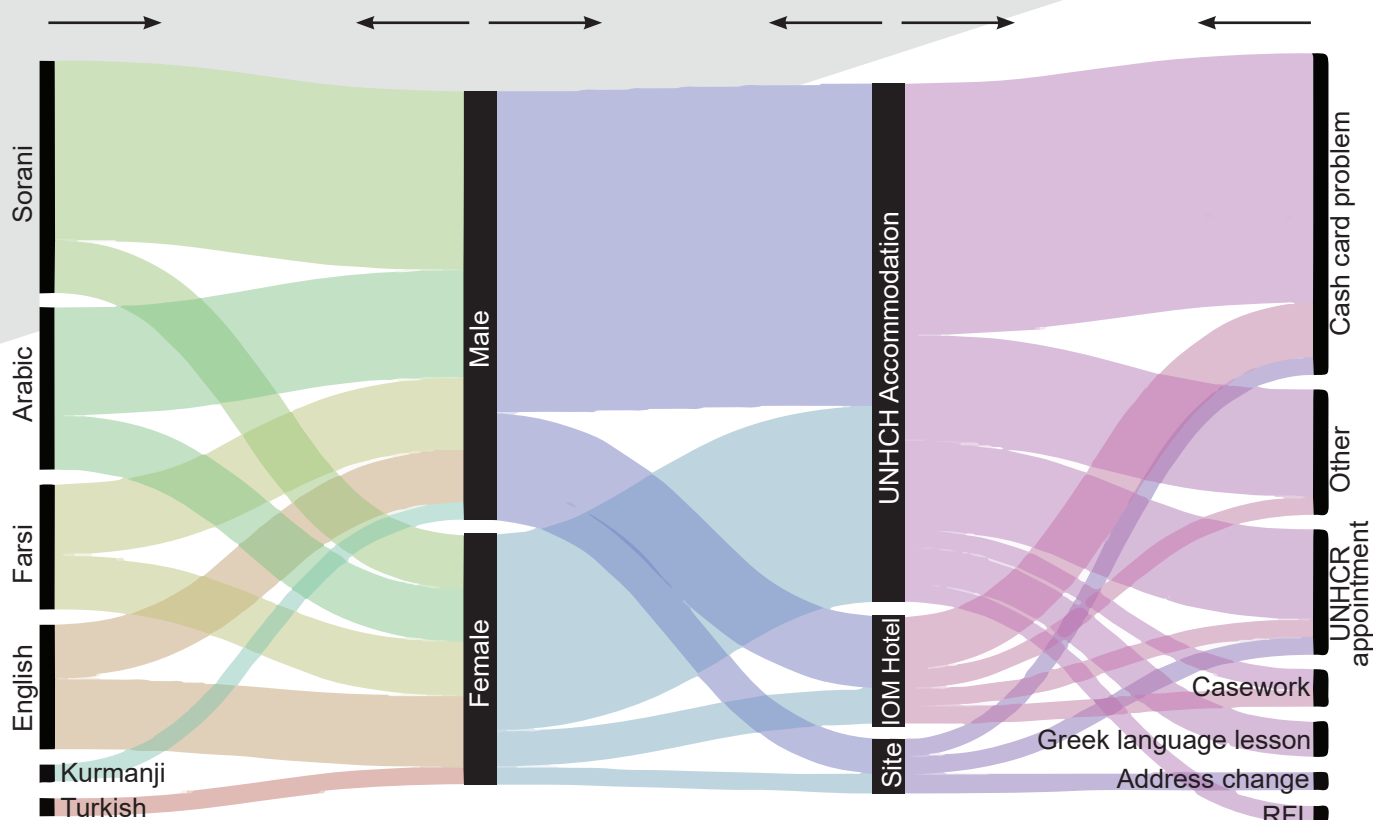 Sorani
Arabic
Farsi
English
Kurmanji
Turkish
Male
Female
UNHCH Accommodation
IOM Hotel
Site
Cash card problem
Other
UNHCR
appointment
Casework
Greek language lesson
Address change